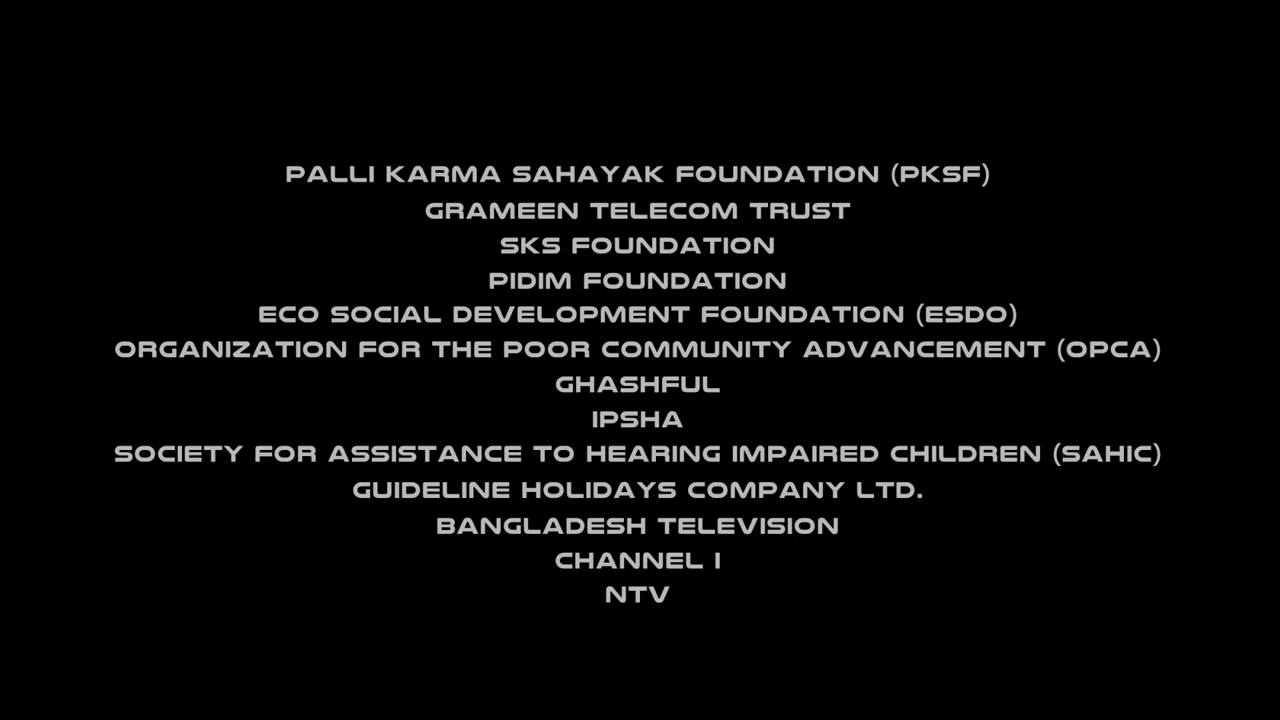 PALLI KARMA SAHAYAK FOUNDATION (PKSF)
GRAMEEN TELECOM TRUST
SKS FOUNDATION
PIDIM FOUNDATION
ECO SOCIAL DEVELOPMENT FOUNDATION (ESDO)
ORGANIZATION FOR THE POOR COMMUNITY ADVANCEMENT (OPCA)
GHASHFUL
IPSHA
SOCIETY FOR ASSISTANCE TO HEARING IMPAIRED CHILDREN (SAHIC)
GUIDELINE HOLIDAYS COMPANY LTD.
BANGLADESH TELEVISION
CHANNEL I
NTV